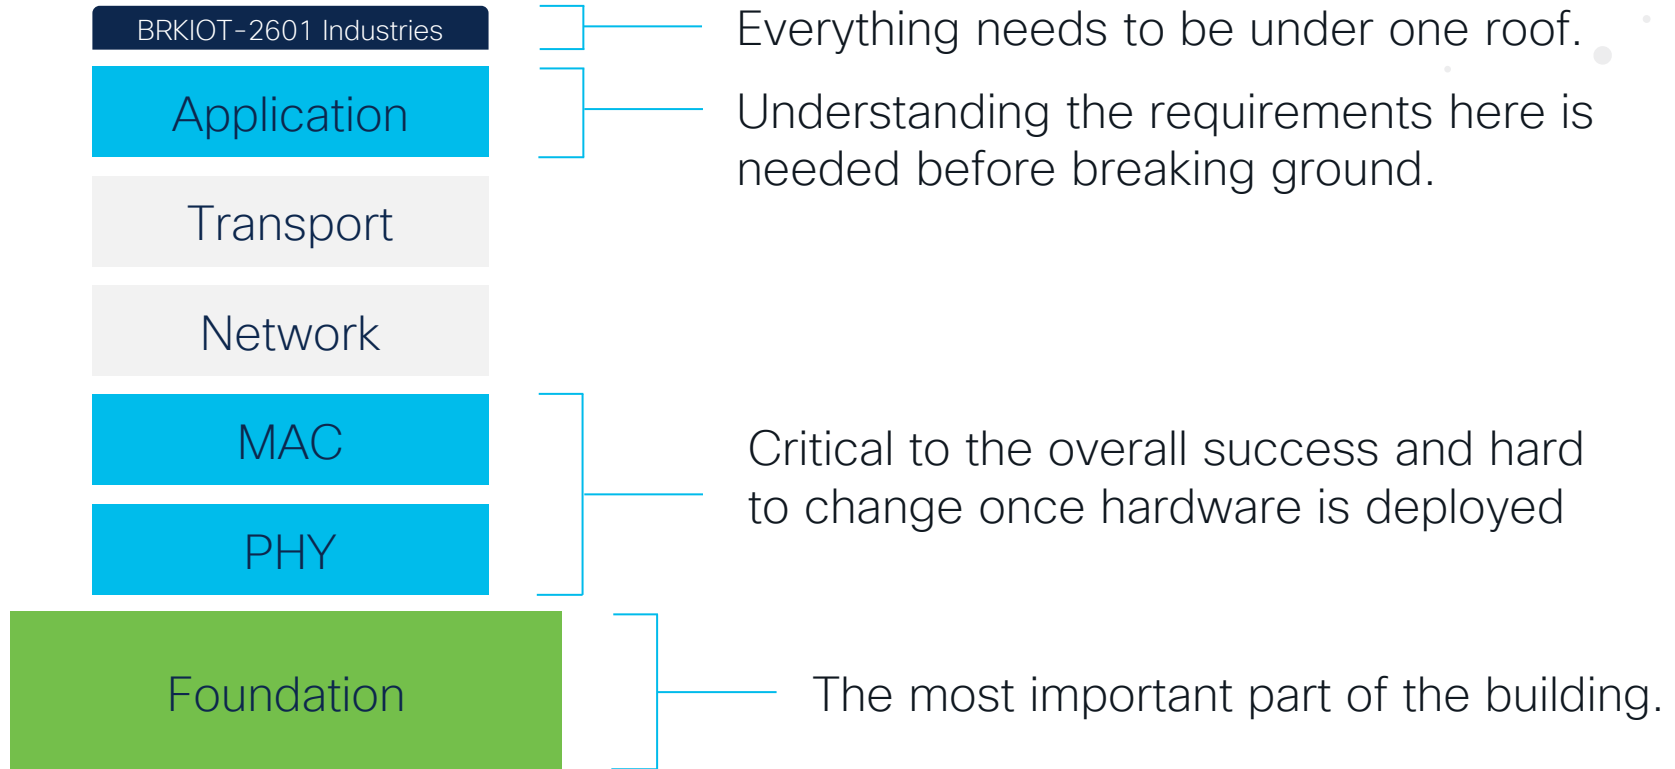 BRKIOT-2601 Industries
Everything needs to be under one roof.
Application
Understanding the requirements here is
needed before breaking ground.
Transport
Network
MAC
PHY
Critical to the overall success and hard
to change once hardware is deployed
Foundation
The most important part of the building.